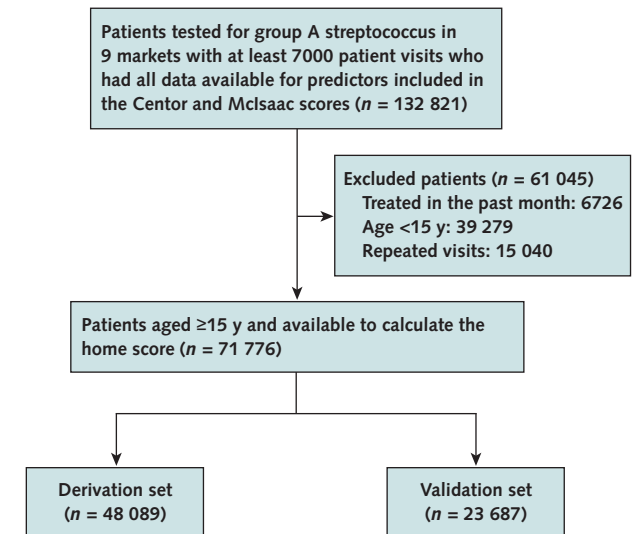 Patients tested for group A streptococcus in
9 markets with at least 7000 patient visits who
had all data available for predictors included in
the Centor and McIsaac scores (n = 132 821)
Excluded patients (n = 61 045)
Treated in the past month: 6726
Age <15 y: 39 279
Repeated visits: 15 040
Patients aged ≥15 y and available to calculate the
home score (n = 71 776)
Derivation set
(n = 48 089)
Validation set
(n = 23 687)